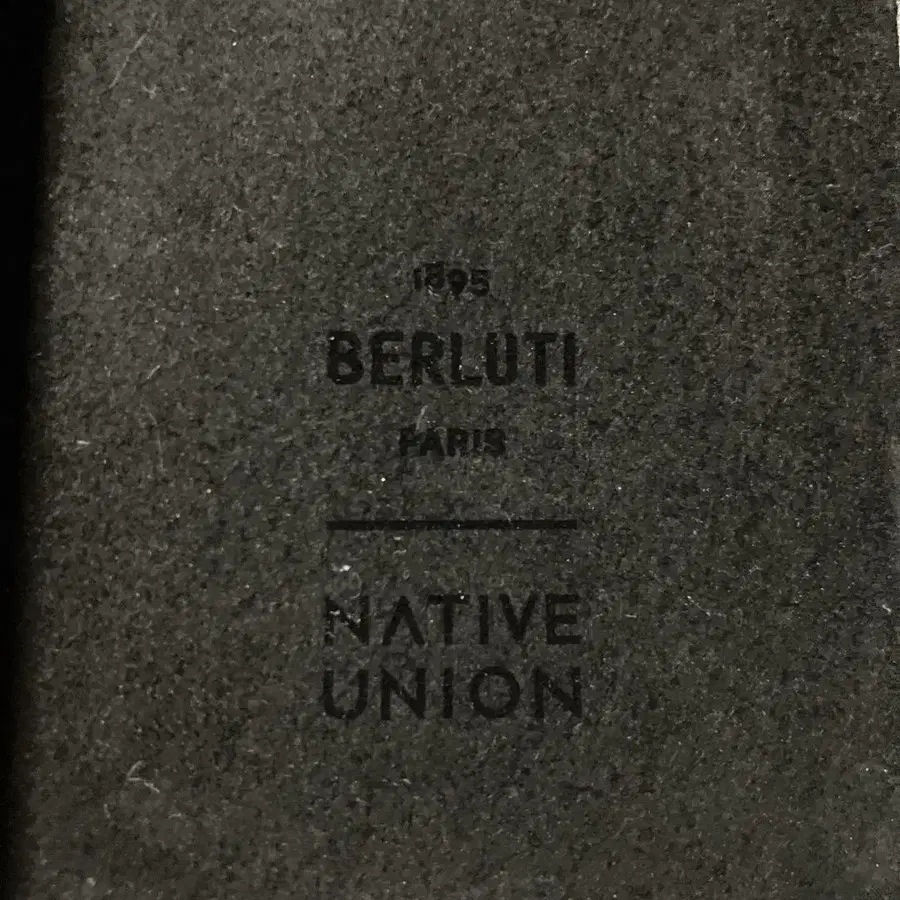 1895
BERLUTI
PARIS
NATIVE
UNION